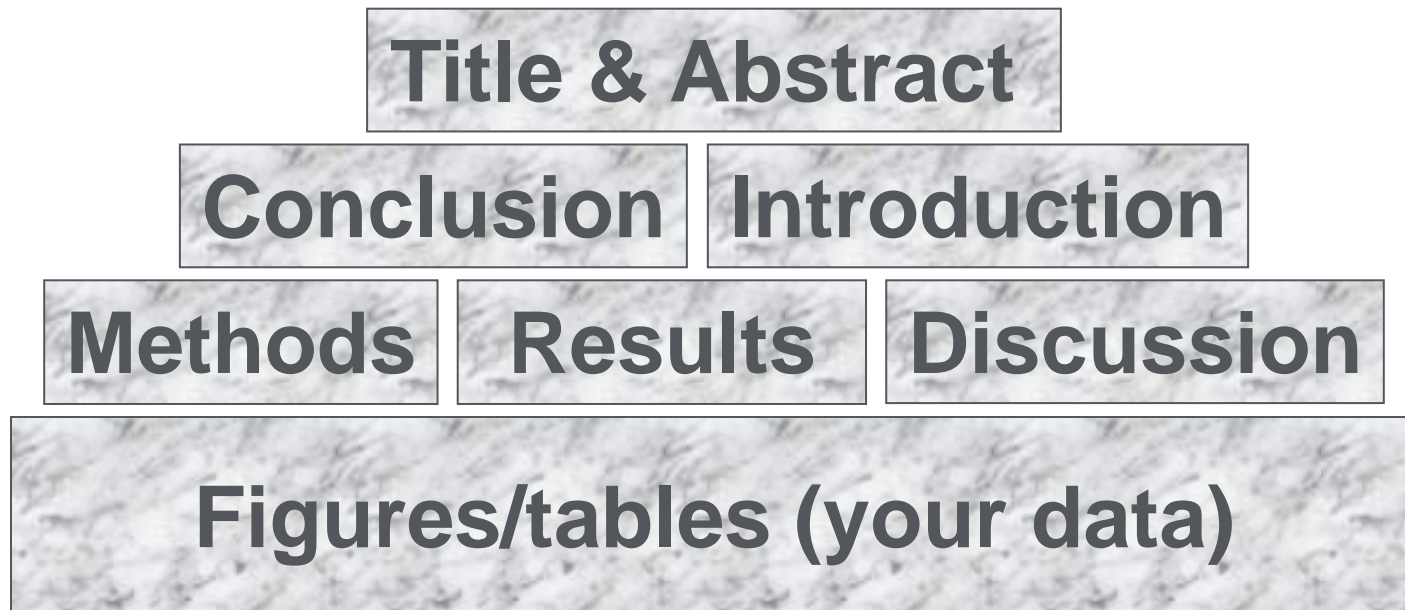 Title & Abstract
Conclusion Introduction
Methods Results Discussion
Figures/tables (your data)